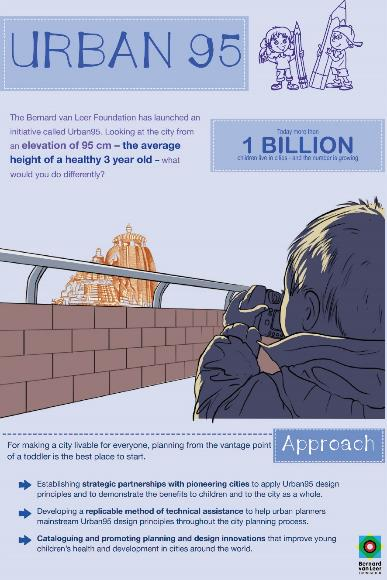 URBAN 95
The Bernard van Leer Foundation has launched an
initiative called Urban95. Looking at the city from
an elevation of 95 cm – the average
height of a healthy 3 year old – what
would you do differently?
Today more than
1 BILLION
children live in cities - and the number is growing
For making a city livable for everyone, planning from the vantage point
of a toddler is the best place to start.
Approach
Establishing strategic partnerships with pioneering cities to apply Urban95 design
principles and to demonstrate the benefits to children and to the city as a whole.
Developing a replicable method of technical assistance to help urban planners
mainstream Urban95 design principles throughout the city planning process.
Cataloguing and promoting planning and design innovations that improve young
children's health and development in cities around the world.
Bernard
van Leer